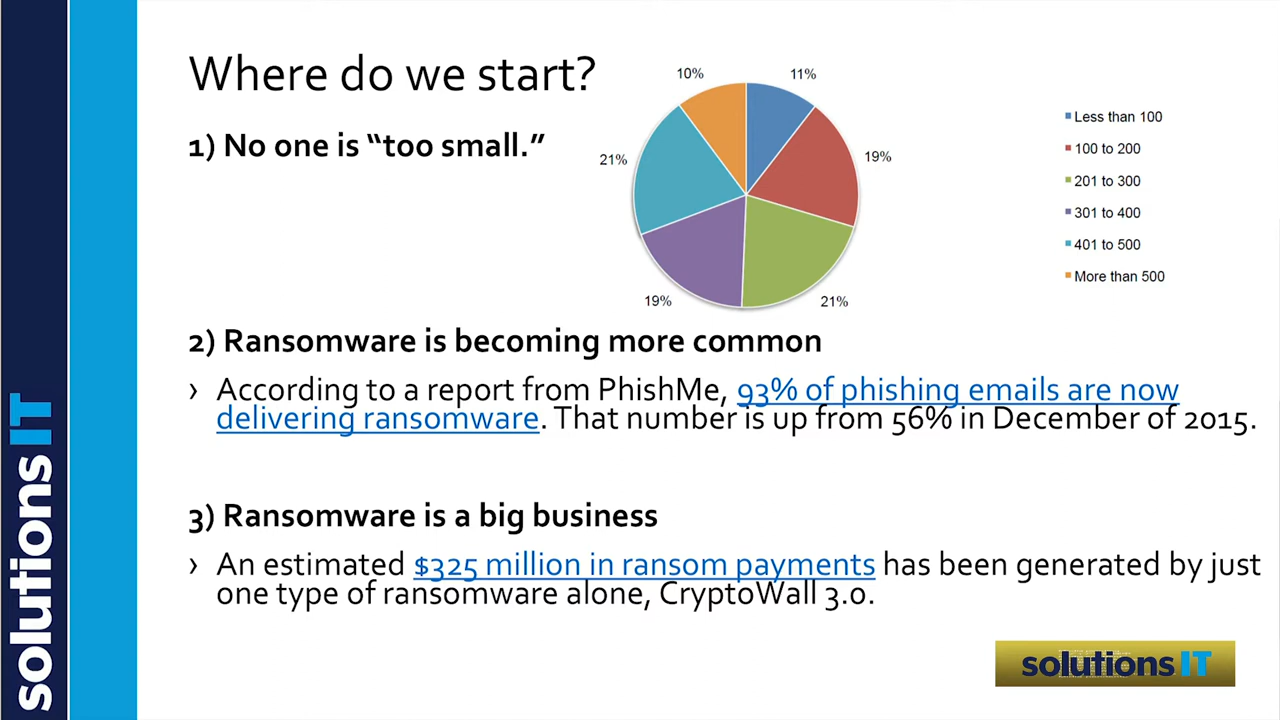 Where do we start?
1) No one is “too small.”
10%
11%
21%
19%
19%
21%
Less than 100
100 to 200
201 to 300
301 to 400
401 to 500
More than 500
2) Ransomware is becoming more common
› According to a report from PhishMe, 93% of phishing emails are now
delivering ransomware. That number is up from 56% in December of 2015.
3) Ransomware is a big business
› An estimated $325 million in ransom payments has been generated by just
one type of ransomware alone, CryptoWall 3.0.
solutions IT
solutions IT